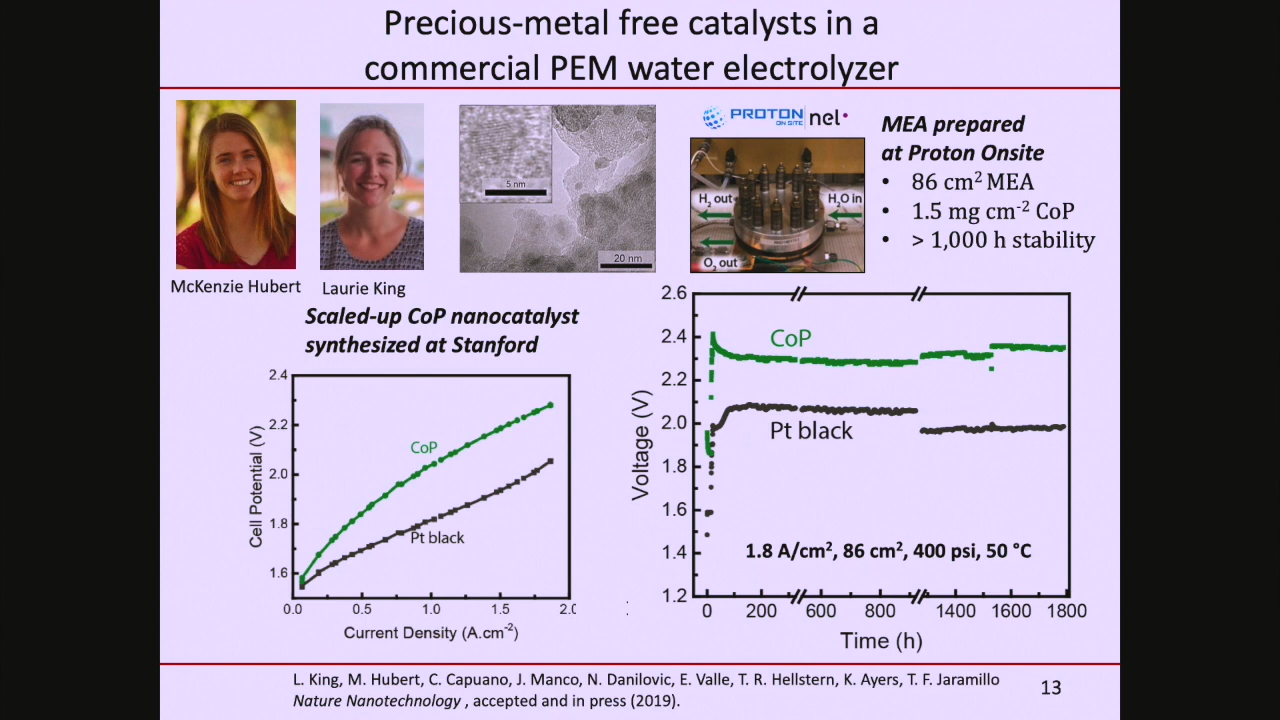 Precious-metal free catalysts in a
commercial PEM water electrolyzer
McKenzie Hubert
Laurie King
5 nm
20 nm
PROTON
ON SITE
nel
H2 out
H2O in
O2 out
MEA prepared
at Proton Onsite
• 86 cm² MEA
• 1.5 mg cm⁻² CoP
• > 1,000 h stability
Scaled-up CoP nanocatalyst
synthesized at Stanford
2.4
2.2
2.0
1.8
1.6
Cell Potential (V)
CoP
Pt black
0.0 0.5 1.0 1.5 2.0
Current Density (A.cm⁻²)
2.6
2.4
2.2
2.0
1.8
1.6
1.4
1.2
Voltage (V)
CoP
Pt black
1.8 A/cm², 86 cm², 400 psi, 50 °C
0 200 600 800 1400 1600 1800
Time (h)
L. King, M. Hubert, C. Capuano, J. Manco, N. Danilovic, E. Valle, T. R. Hellstern, K. Ayers, T. F. Jaramillo
Nature Nanotechnology , accepted and in press (2019).
13